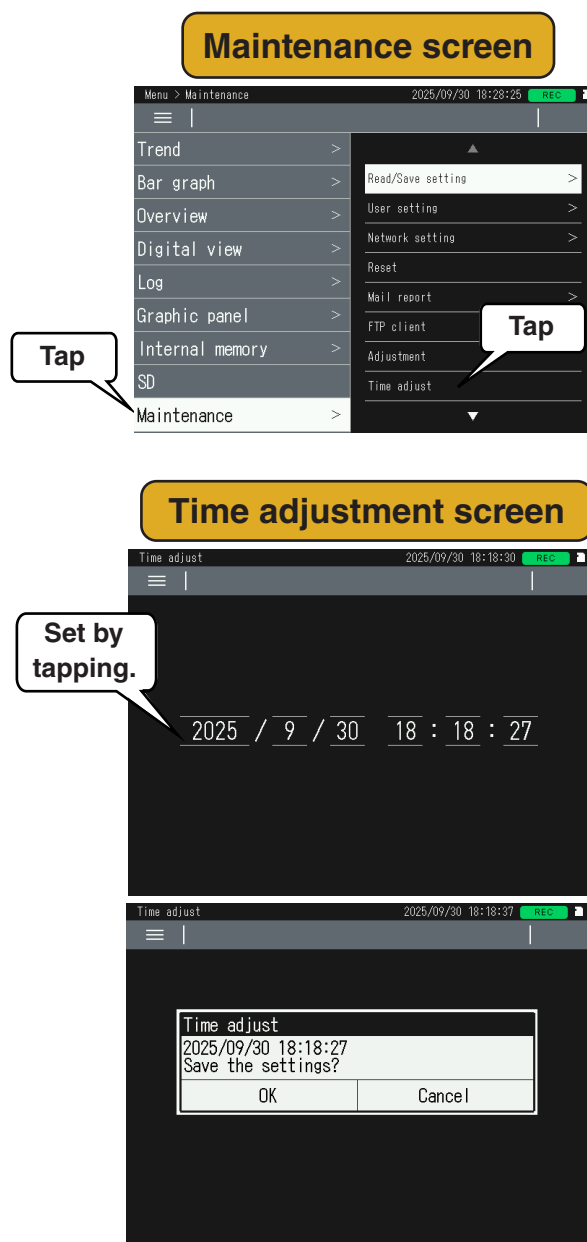 Maintenance screen
Menu > Maintenance 2025/09/30 18:28:25 REC
Trend >
Bar graph >
Overview >
Digital view >
Log >
Graphic panel >
Internal memory >
SD
Maintenance >
▲
Read/Save setting >
User setting >
Network setting >
Reset
Mail report >
FTP client
Adjustment
Time adjust
▼
Tap
Tap
Time adjustment screen
Time adjust 2025/09/30 18:18:30 REC
Set by
tapping.
2025 / 9 / 30 18 : 18 : 27
Time adjust 2025/09/30 18:18:37 REC
Time adjust
2025/09/30 18:18:27
Save the settings?
OK Cancel